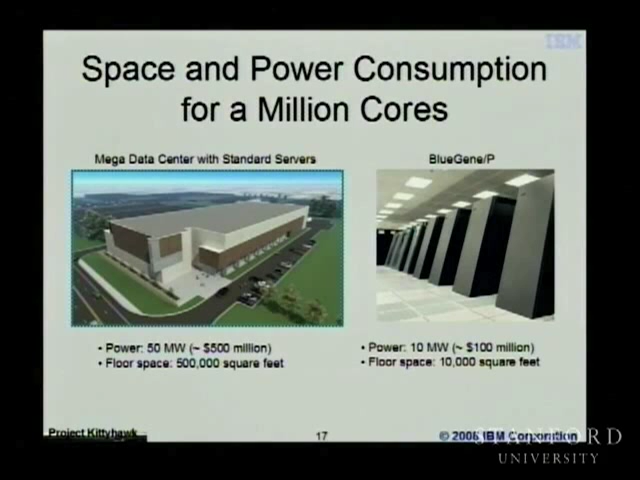 IBM
Space and Power Consumption
for a Million Cores
Mega Data Center with Standard Servers
BlueGene/P
• Power: 50 MW (~ $500 million)
• Floor space: 500,000 square feet
• Power: 10 MW (~ $100 million)
• Floor space: 10,000 square feet
Project Kittyhawk
17
© 2008 IBM Corporation
STANFORD
UNIVERSITY